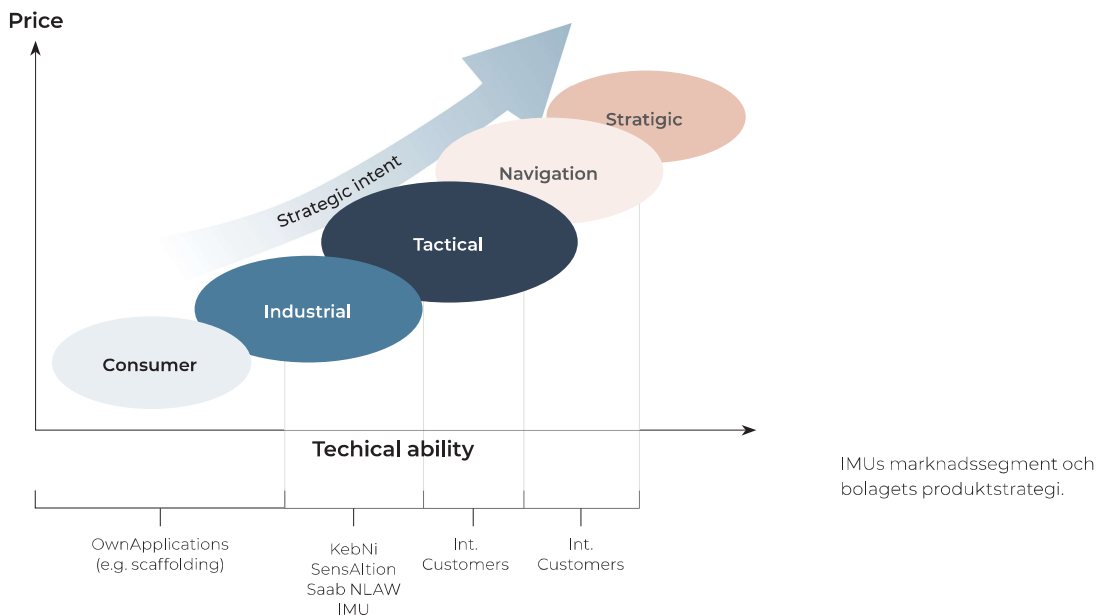 Price
Stratigic
Navigation
Strategic intent
Tactical
Industrial
Consumer
Techical ability
IMUs marknadssegment och
bolagets produktstrategi.
OwnApplications
(e.g. scaffolding)
KebNi
SensAItion
Saab NLAW
IMU
Int.
Customers
Int.
Customers